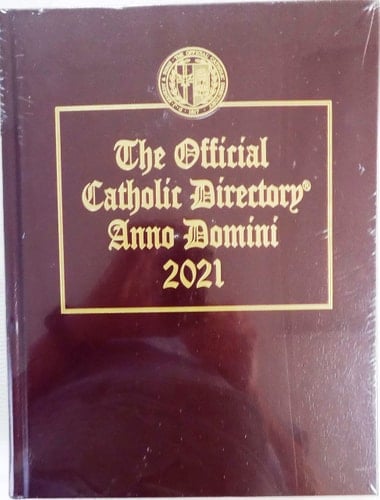 The Official
Catholic Directory®
Anno Domini
2021